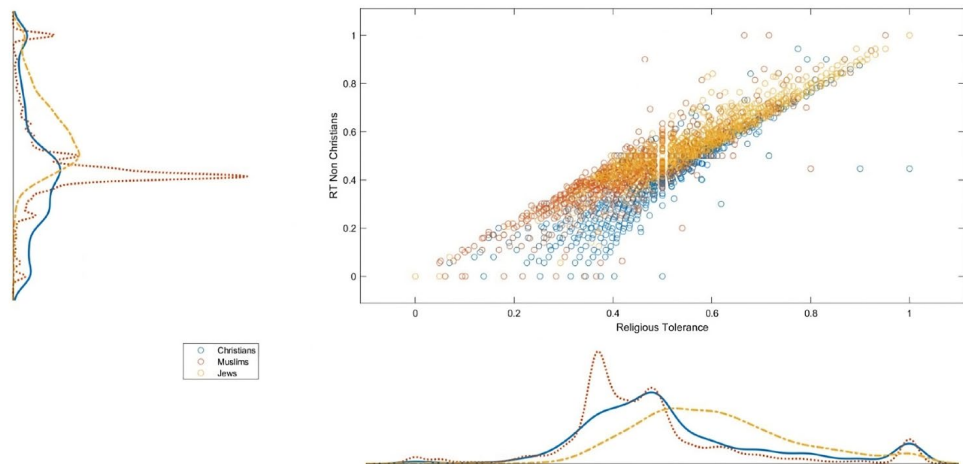 1
0.8
0.6
0.4
0.2
0
RT Non Christians
0 0.2 0.4 0.6 0.8 1
Religious Tolerance
Christians
Muslims
Jews